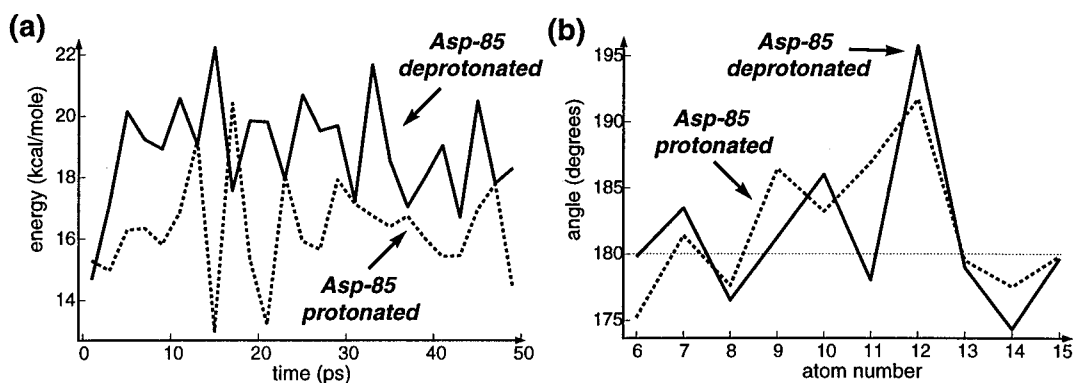 (a)
energy (kcal/mole)
22
20
18
16
14
Asp-85
deprotonated
Asp-85
protonated
0
10
20
30
40
50
time (ps)
(b)
angle (degrees)
195
190
185
180
175
Asp-85
deprotonated
Asp-85
protonated
6
7
8
9
10
11
12
13
14
15
atom number